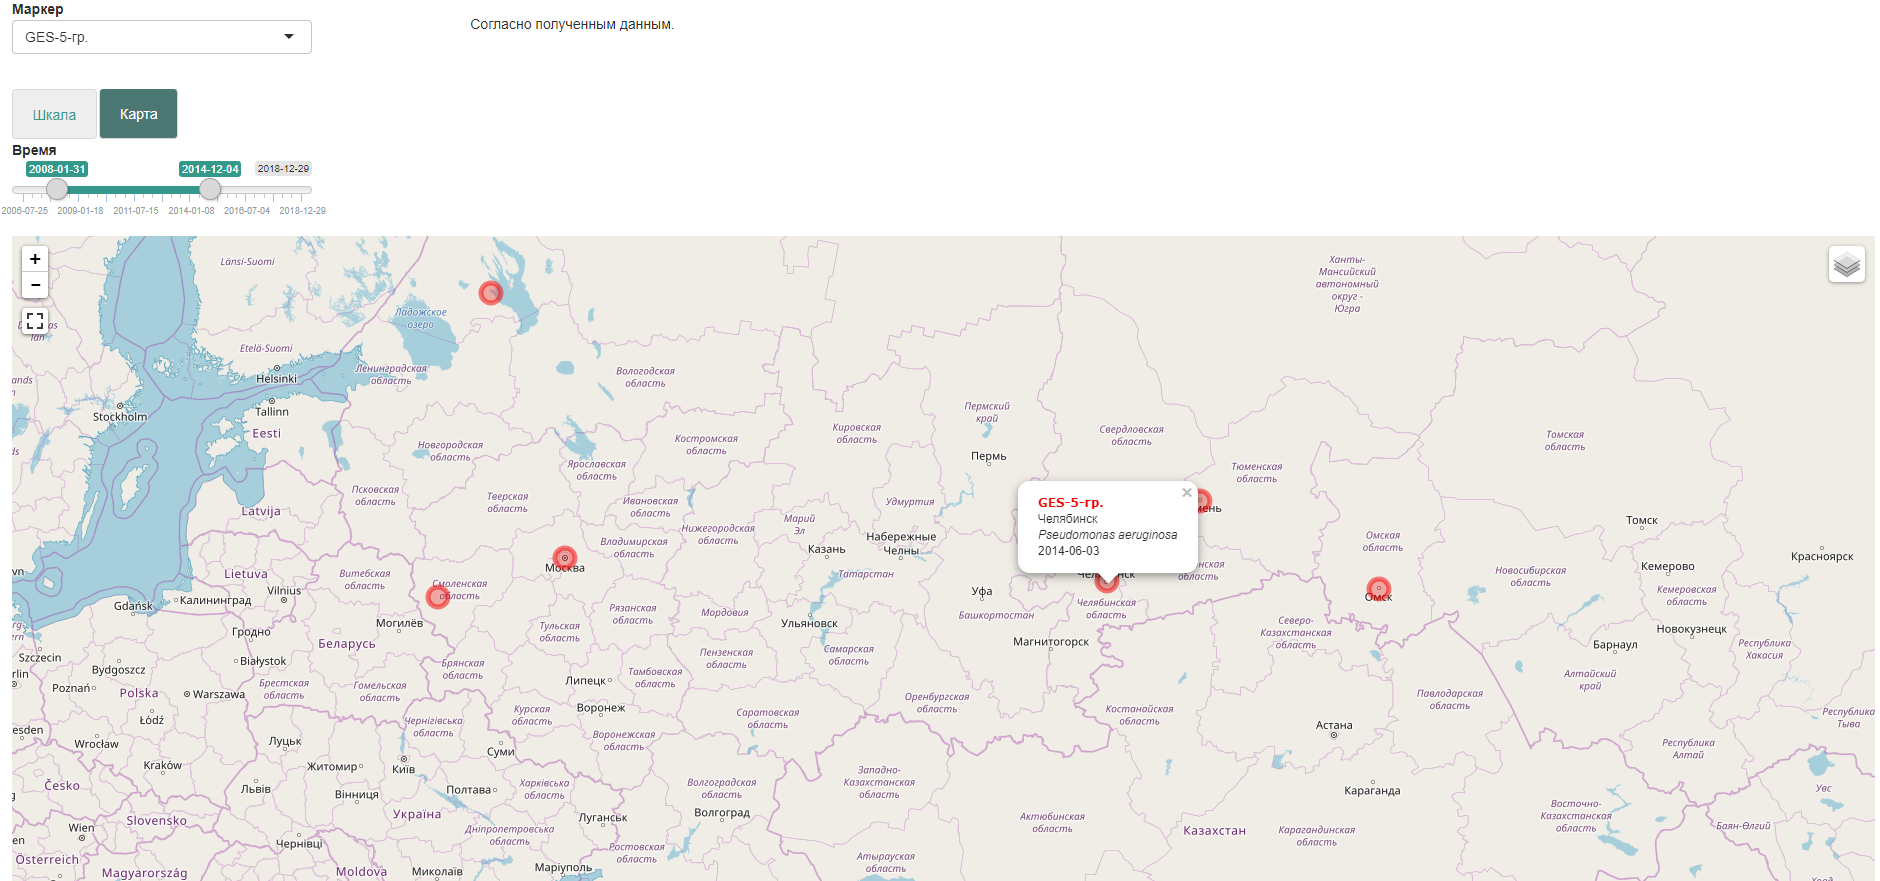 Маркер
GES-5-гр.
Согласно полученным данным.
Шкала
Карта
Время
2008-01-31
2014-12-04
2018-12-29
2006-07-25
2009-01-18
2011-07-15
2014-01-08
2016-07-04
2018-12-29
+
−
Länsi-Suomi
Ханты-
Мансийский
автономный
округ -
Югра
Ладожское
озеро
Etelä-Suomi
Helsinki
Ленинградская
область
Вологодская
область
Stockholm
Tallinn
Eesti
Пермский
край
Кировская
область
Свердловская
область
Костромская
область
Томская
область
Новгородская
область
Пермь
Ярославская
область
Тюменская
область
Псковская
область
Тверская
область
Ивановская
область
Удмуртия
GES-5-гр.
×
Челябинск
Pseudomonas aeruginosa
2014-06-03
Latvija
Марий
Эл
Нижегородская
область
Томск
Набережные
Челны
Владимирская
область
Казань
Омская
область
Красноярск
Москва
Татарстан
Кемерово
Новосибирская
область
Lietuva
Витебская
область
Смоленская
область
Vilnius
Уфа
Омск
Кемеровская
область
Gdańsk
Калининград
Рязанская
область
Мордовия
Башкортостан
Челябинская
область
Могилёв
Ульяновск
Тульская
область
Северо-
Казахстанская
область
Новокузнецк
Гродно
Беларусь
Магнитогорск
Барнаул
Республика
Хакасия
Szczecin
Białystok
Брянская
область
Пензенская
область
Самарская
область
Bydgoszcz
Тамбовская
область
Алтайский
край
Poznań
Polska
Warszawa
Брестская
область
Гомельская
область
Липецк
Оренбургская
область
Павлодарская
область
Łódź
Чернігівська
область
Курская
область
Воронеж
Саратовская
область
Костанайская
область
Астана
Республика
Тыва
Wrocław
Луцьк
Суми
Воронежская
область
Республика
Алтай
Kraków
Житомир
Київ
Западно-
Казахстанская
область
Česko
Львів
Вінниця
Полтава
Харківська
область
Волгоградская
область
Караганда
Увс
Slovensko
Україна
Луганськ
Волгоград
Актюбинская
область
Восточно-
Казахстанская
область
Wien
Дніпропетровська
область
Казахстан
Карагандинская
область
Баян-Өлгий
Чернівці
Ростовская
область
Österreich
Атырауская
область
Magyarország
Moldova
Миколаїв
Маріуполь